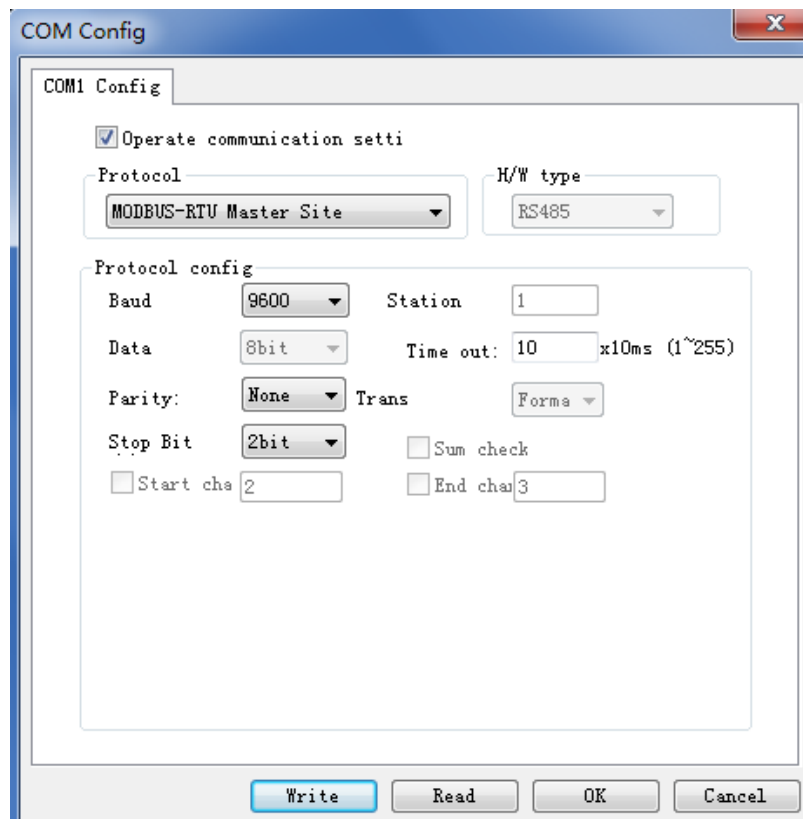 COM Config
COM1 Config
Operate communication setti
Protocol
H/W type
MODBUS-RTU Master Site
RS485
Protocol config
Baud 9600 Station 1
Data 8bit Time out: 10 x10ms (1~255)
Parity: None Trans Forma
Stop Bit 2bit Sum check
Start cha 2 End cha 3
Write Read OK Cancel